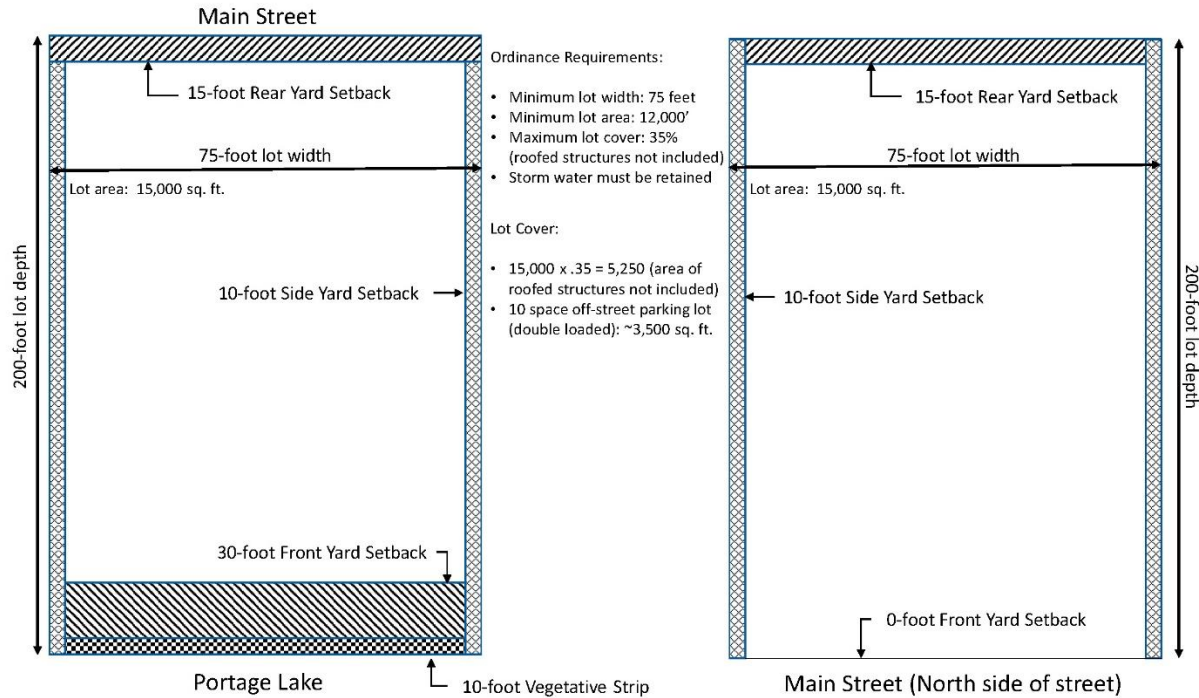 Main Street
15-foot Rear Yard Setback
75-foot lot width
Lot area: 15,000 sq. ft.
200-foot lot depth
10-foot Side Yard Setback
30-foot Front Yard Setback
Portage Lake
10-foot Vegetative Strip
Ordinance Requirements:
• Minimum lot width: 75 feet
• Minimum lot area: 12,000’
• Maximum lot cover: 35%
(roofed structures not included)
• Storm water must be retained
Lot Cover:
• 15,000 x .35 = 5,250 (area of
roofed structures not included)
• 10 space off-street parking lot
(double loaded): ~3,500 sq. ft.
15-foot Rear Yard Setback
75-foot lot width
Lot area: 15,000 sq. ft.
10-foot Side Yard Setback
200-foot lot depth
0-foot Front Yard Setback
Main Street (North side of street)